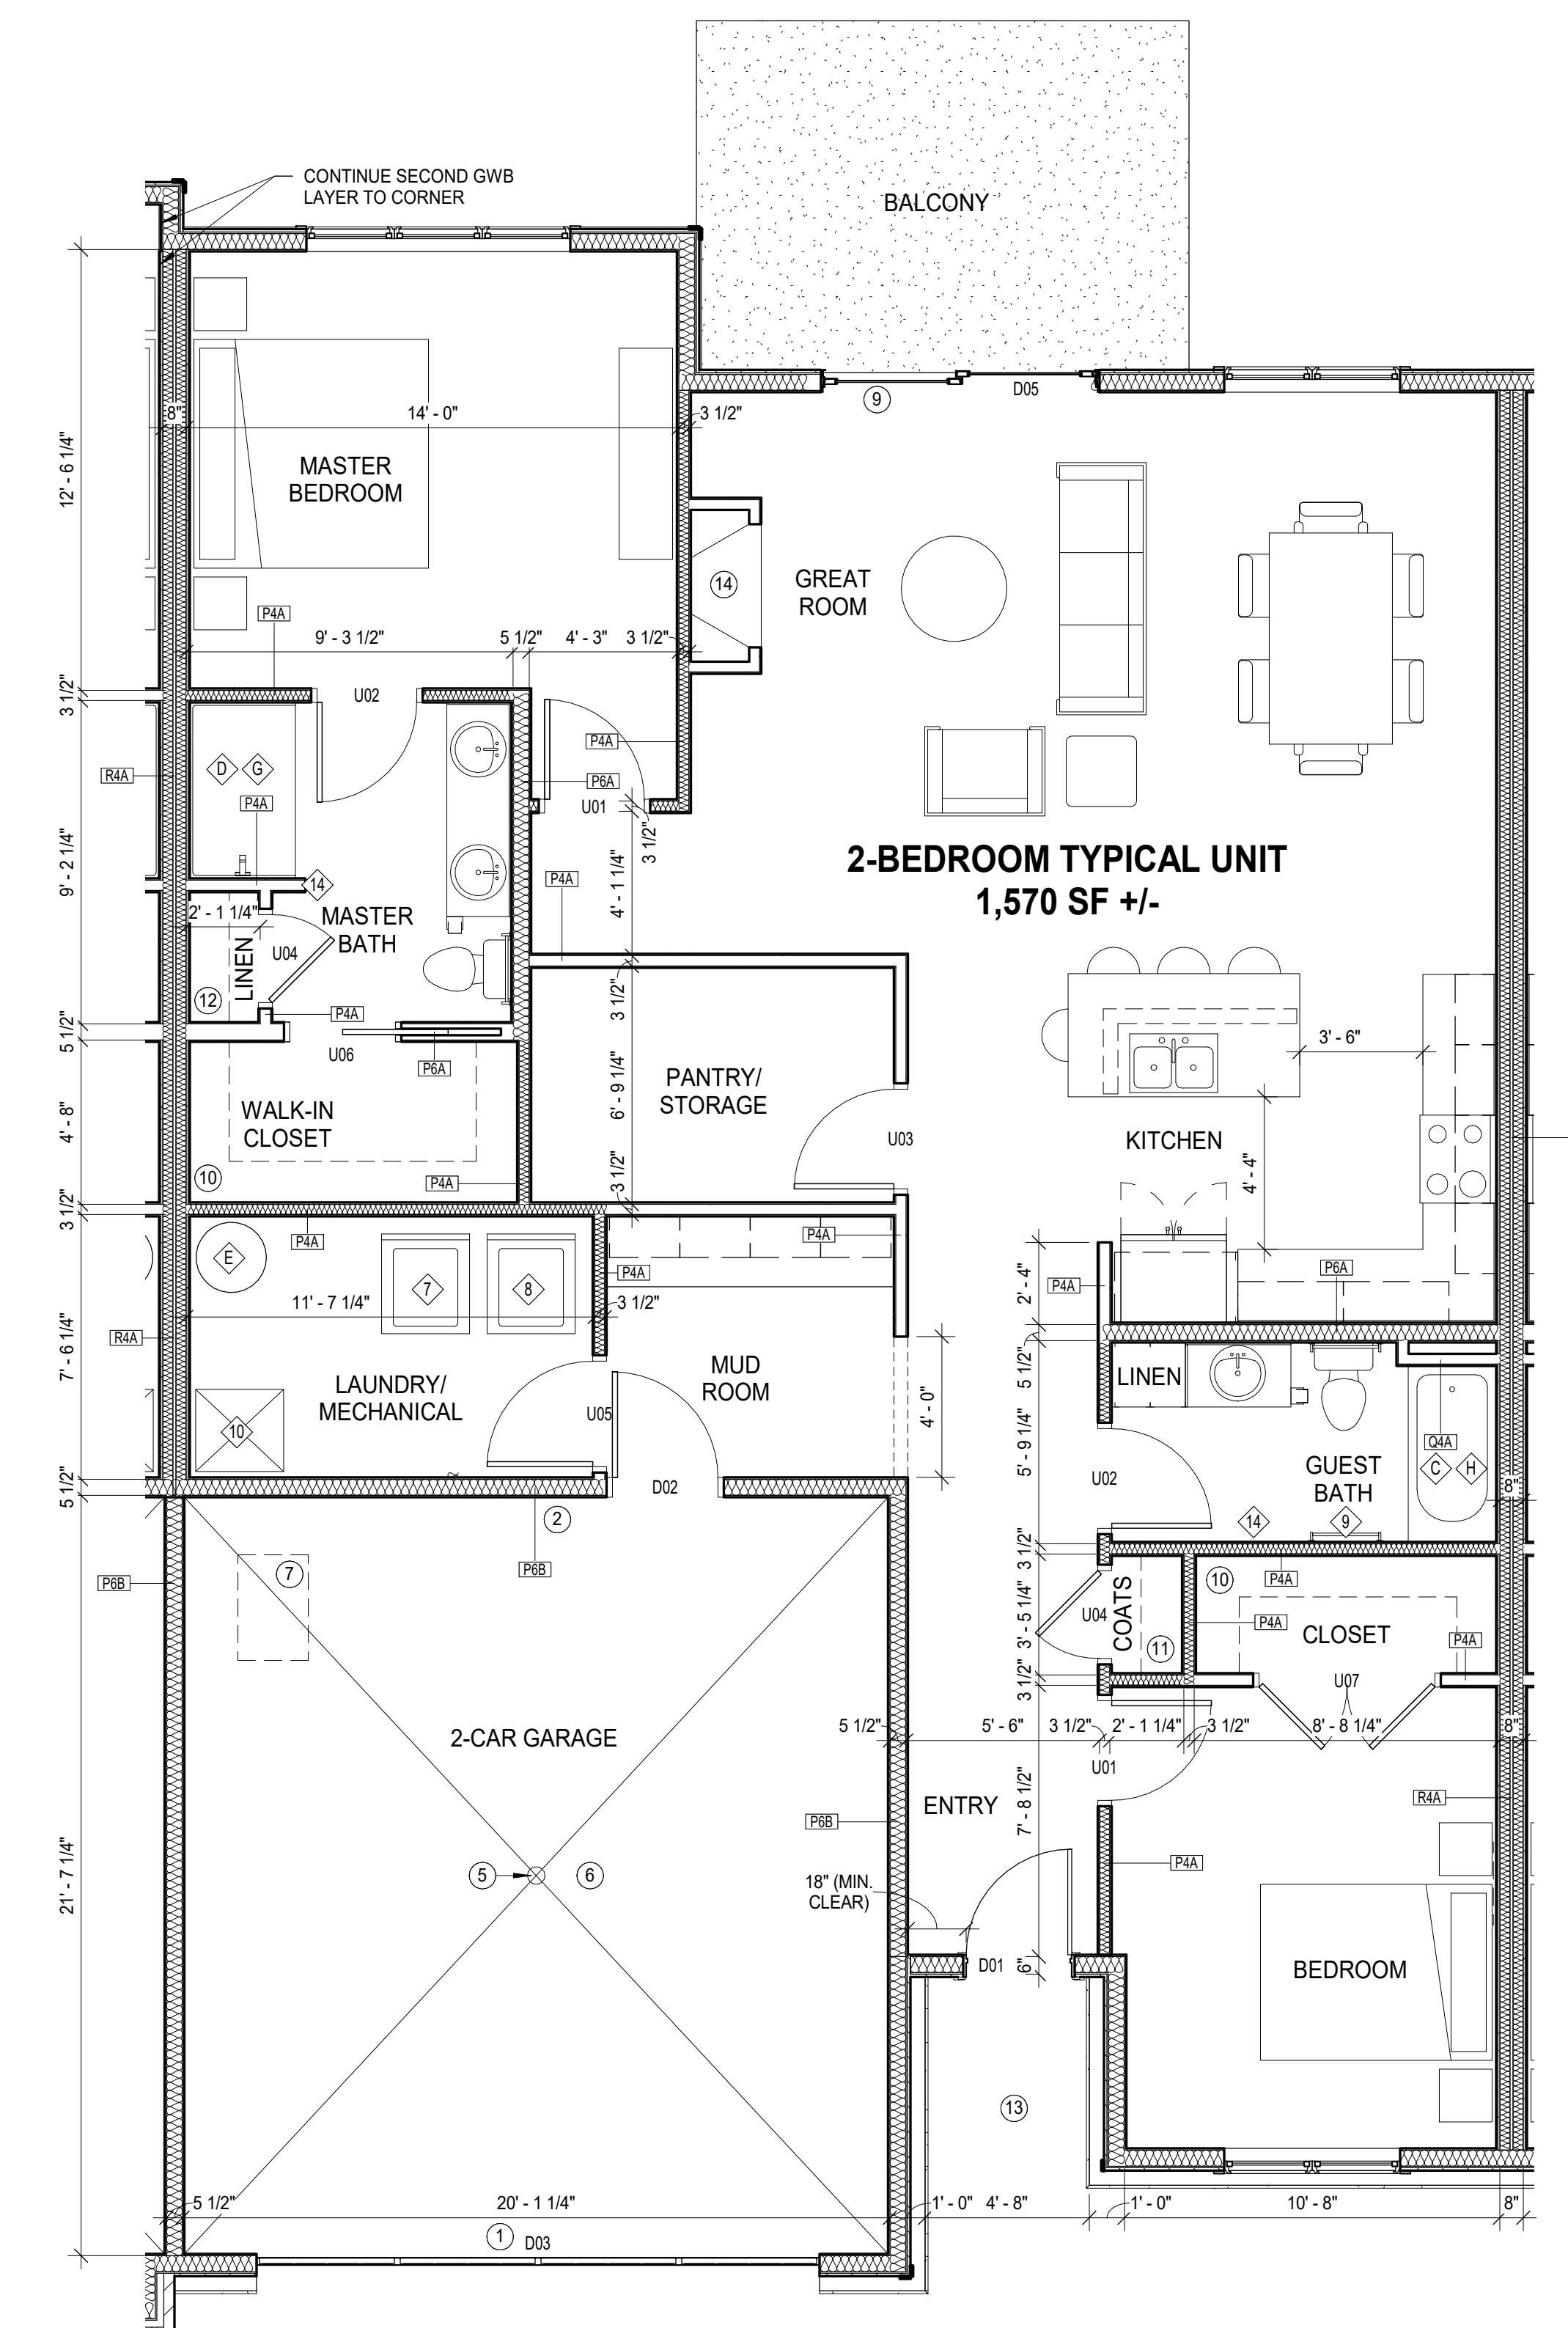 CONTINUE SECOND GWB
LAYER TO CORNER
BALCONY
9
D05
8"
14' - 0"
3 1/2"
12' - 6 1/4"
MASTER
BEDROOM
GREAT
ROOM
14
P4A
9' - 3 1/2"
5 1/2"
4' - 3"
3 1/2"
3 1/2"
U02
P4A
R4A
D
G
P4A
P6A
U01
3 1/2"
9' - 2 1/4"
4' - 1 1/4"
2-BEDROOM TYPICAL UNIT
1,570 SF +/-
P4A
14
2' - 1 1/4"
MASTER
BATH
LINEN
U04
12
P4A
3 1/2"
5 1/2"
U06
P6A
3' - 6"
6' - 9 1/4"
PANTRY/
STORAGE
WALK-IN
CLOSET
4' - 8"
KITCHEN
U03
4' - 4"
10
P4A
3 1/2"
3 1/2"
P4A
P4A
E
7
8
P4A
P4A
2' - 4"
P6A
11' - 7 1/4"
3 1/2"
R4A
7' - 6 1/4"
MUD
ROOM
LAUNDRY/
MECHANICAL
5 1/2"
LINEN
4' - 0"
10
U05
Q4A
5' - 9 1/4"
GUEST
BATH
C
H
U02
D02
8"
5 1/2"
2
14
9
P6B
3 1/2"
7
P6B
10
P4A
COATS
U04
3' - 5 1/4"
11
P4A
CLOSET
P4A
3 1/2"
U07
2-CAR GARAGE
5 1/2"
5' - 6"
3 1/2"
2' - 1 1/4"
3 1/2"
8' - 8 1/4"
8"
U01
ENTRY
7' - 8 1/2"
R4A
P6B
P4A
5
6
18" (MIN.
CLEAR)
21' - 7 1/4"
D01
6"
BEDROOM
13
5 1/2"
20' - 1 1/4"
1' - 0"
4' - 8"
1' - 0"
10' - 8"
8"
1
D03